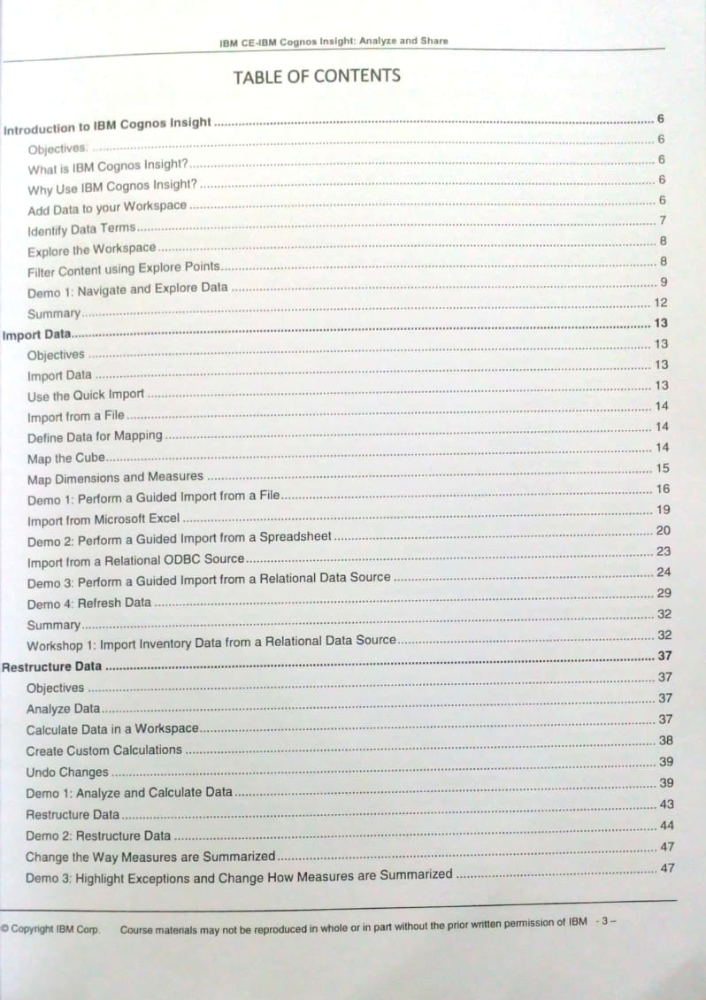 IBM CE-IBM Cognos Insight: Analyze and Share
TABLE OF CONTENTS
Introduction to IBM Cognos Insight ........ 6
Objectives: ........ 6
What is IBM Cognos Insight? ........ 6
Why Use IBM Cognos Insight? ........ 6
Add Data to your Workspace ........ 6
Identify Data Terms ........ 7
Explore the Workspace ........ 8
Filter Content using Explore Points ........ 8
Demo 1: Navigate and Explore Data ........ 9
Summary ........ 12
Import Data ........ 13
Objectives ........ 13
Import Data ........ 13
Use the Quick Import ........ 13
Import from a File ........ 14
Define Data for Mapping ........ 14
Map the Cube ........ 14
Map Dimensions and Measures ........ 15
Demo 1: Perform a Guided Import from a File ........ 16
Import from Microsoft Excel ........ 19
Demo 2: Perform a Guided Import from a Spreadsheet ........ 20
Import from a Relational ODBC Source ........ 23
Demo 3: Perform a Guided Import from a Relational Data Source ........ 24
Demo 4: Refresh Data ........ 29
Summary ........ 32
Workshop 1: Import Inventory Data from a Relational Data Source ........ 32
Restructure Data ........ 37
Objectives ........ 37
Analyze Data ........ 37
Calculate Data in a Workspace ........ 37
Create Custom Calculations ........ 38
Undo Changes ........ 39
Demo 1: Analyze and Calculate Data ........ 39
Restructure Data ........ 43
Demo 2: Restructure Data ........ 44
Change the Way Measures are Summarized ........ 47
Demo 3: Highlight Exceptions and Change How Measures are Summarized ........ 47
© Copyright IBM Corp. Course materials may not be reproduced in whole or in part without the prior written permission of IBM - 3 –